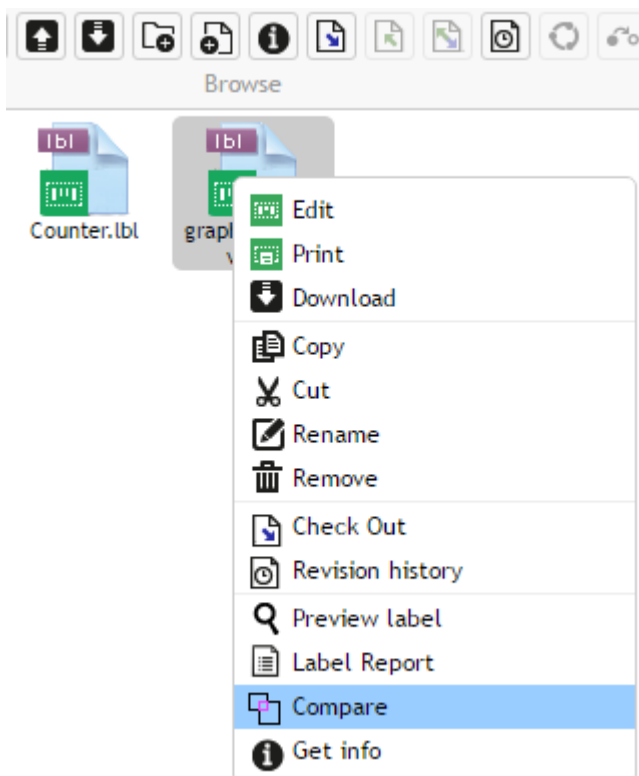 Browse
lbl
lbl
Counter.lbl
grap
Edit
Print
Download
Copy
Cut
Rename
Remove
Check Out
Revision history
Preview label
Label Report
Compare
Get info